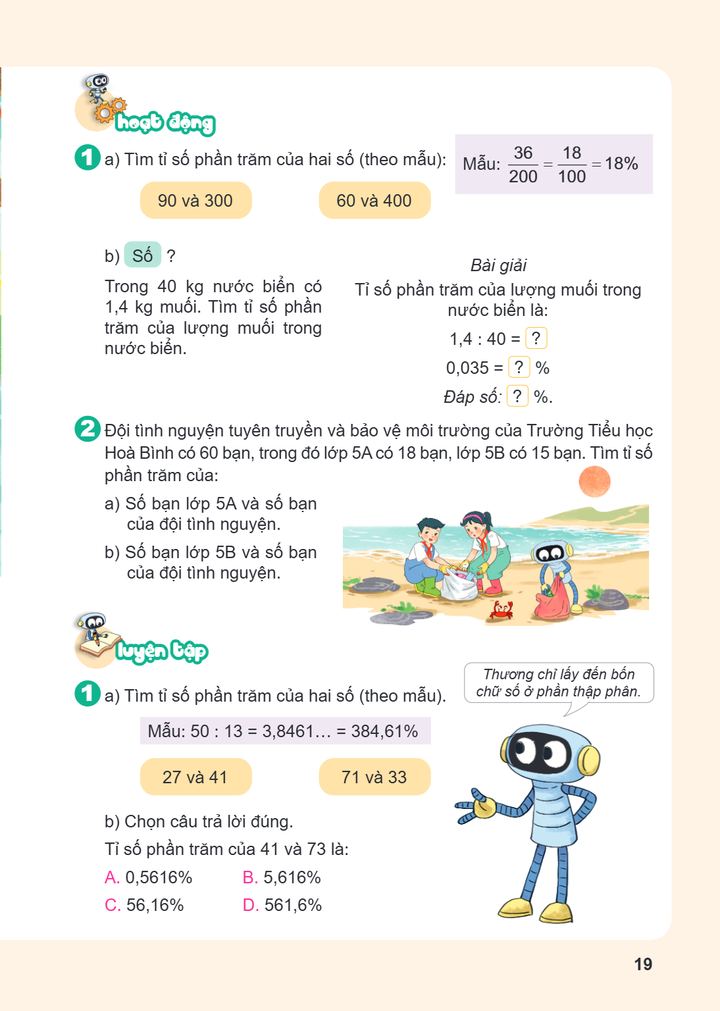 hoạt động
1 a) Tìm tỉ số phần trăm của hai số (theo mẫu):
Mẫu: 36/200 = 18/100 = 18%
90 và 300
60 và 400
b) Số ?
Trong 40 kg nước biển có
1,4 kg muối. Tìm tỉ số phần
trăm của lượng muối trong
nước biển.
Bài giải
Tỉ số phần trăm của lượng muối trong
nước biển là:
1,4 : 40 = ?
0,035 = ? %
Đáp số: ? %.
2 Đội tình nguyện tuyên truyền và bảo vệ môi trường của Trường Tiểu học
Hoà Bình có 60 bạn, trong đó lớp 5A có 18 bạn, lớp 5B có 15 bạn. Tìm tỉ số
phần trăm của:
a) Số bạn lớp 5A và số bạn
của đội tình nguyện.
b) Số bạn lớp 5B và số bạn
của đội tình nguyện.
luyện tập
1 a) Tìm tỉ số phần trăm của hai số (theo mẫu).
Thương chỉ lấy đến bốn
chữ số ở phần thập phân.
Mẫu: 50 : 13 = 3,8461... = 384,61%
27 và 41
71 và 33
b) Chọn câu trả lời đúng.
Tỉ số phần trăm của 41 và 73 là:
A. 0,5616%
B. 5,616%
C. 56,16%
D. 561,6%
19